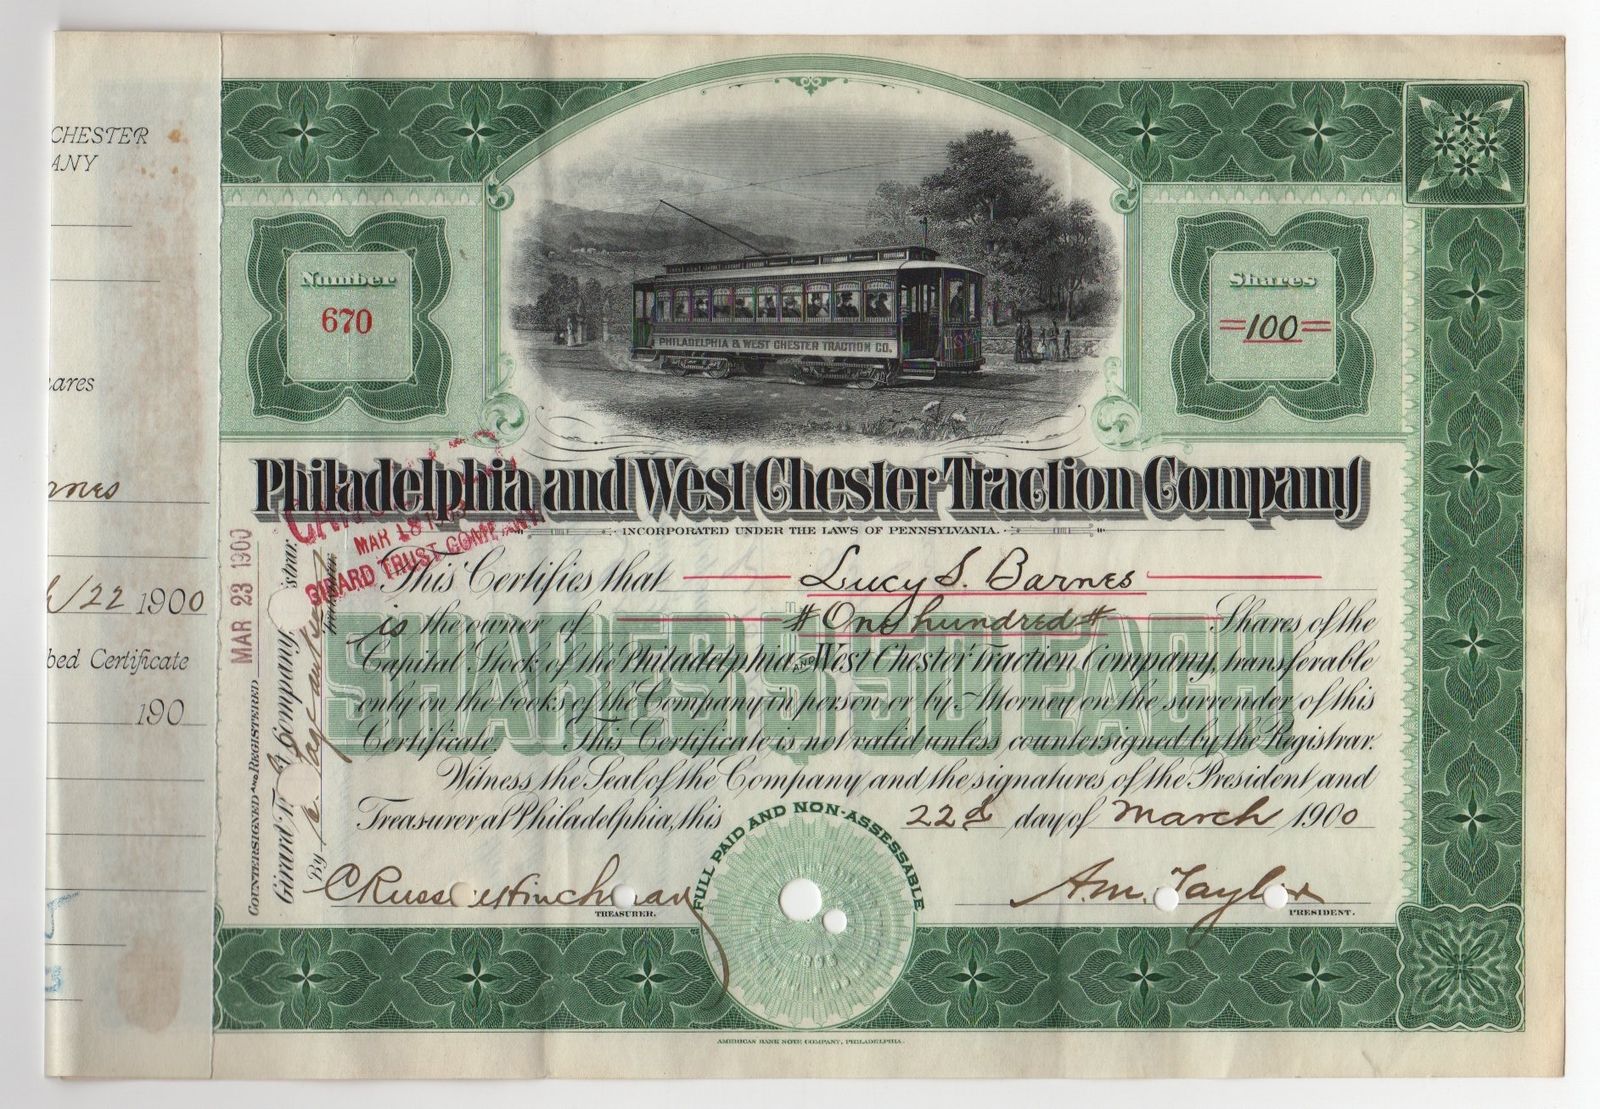 CHESTER
ANY
Number
670
PHILADELPHIA & WEST CHESTER TRACTION CO.
Shares
=100=
ares
rnes
Philadelphia and West Chester Traction Company
INCORPORATED UNDER THE LAWS OF PENNSYLVANIA.
MAR 18
GIRARD TRUST COMPANY
MAR 23 1900
COUNTERSIGNED AND REGISTERED
Company,
strar.
By
This Certifies that Lucy S. Barnes
is the owner of # One hundred # Shares of the
Capital Stock of the Philadelphia AND West Chester Traction Company, transferable
only on the books of the Company in person or by Attorney on the surrender of this
Certificate. This Certificate is not valid unless countersigned by the Registrar.
SHARES $50 EACH
Witness the Seal of the Company and the signatures of the President and
Treasurer at Philadelphia, this 22d day of March 1900
22 1900
bed Certificate
190
FULL PAID AND NON-ASSESSABLE
C Russell Hinchman
TREASURER.
A.M. Taylor
PRESIDENT.
AMERICAN BANK NOTE COMPANY, PHILADELPHIA.